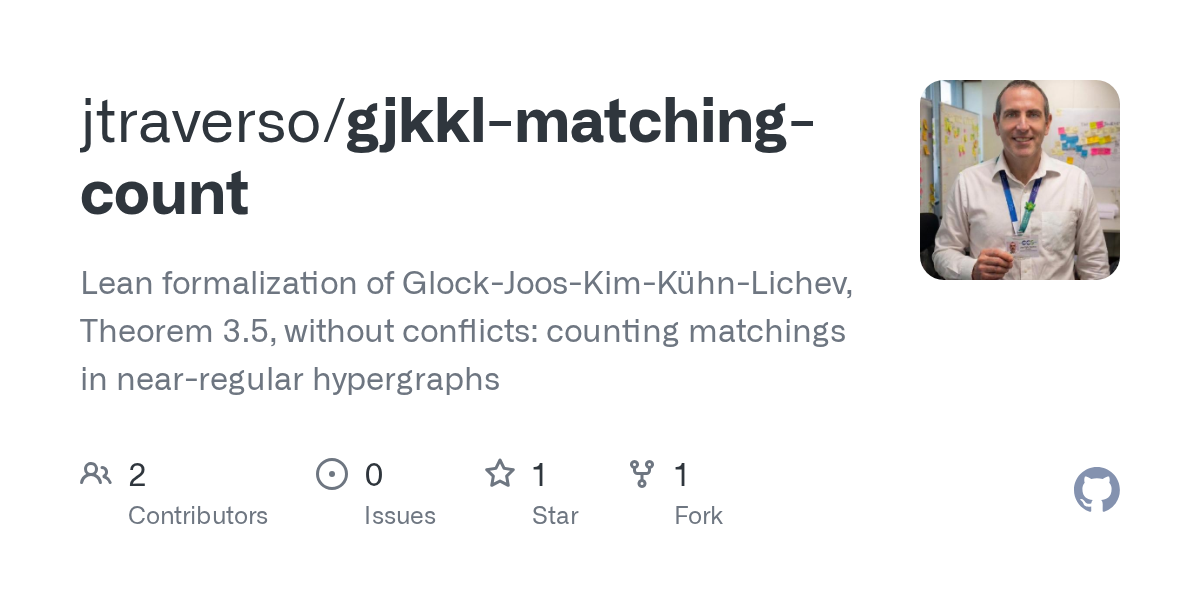 jtraverso/gjkkl-matching-
count
Lean formalization of Glock-Joos-Kim-Kühn-Lichev,
Theorem 3.5, without conflicts: counting matchings
in near-regular hypergraphs
2
Contributors
0
Issues
1
Star
1
Fork